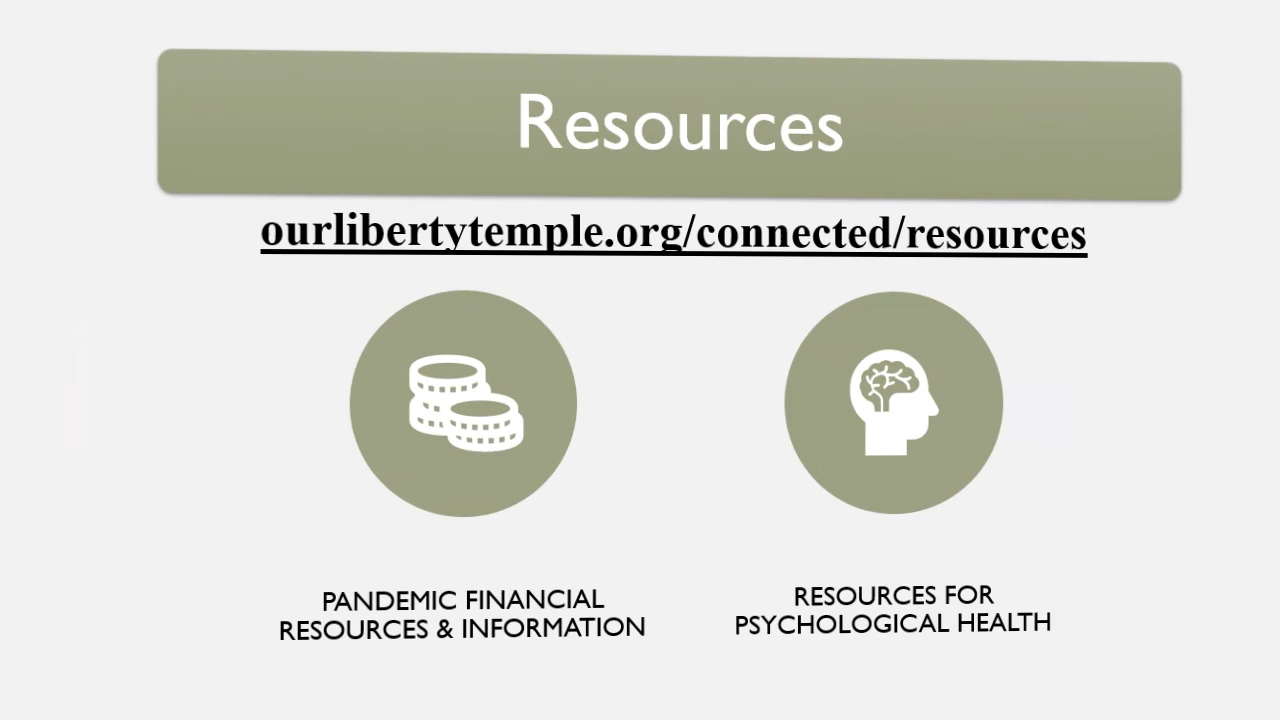 Resources
ourlibertytemple.org/connected/resources
PANDEMIC FINANCIAL
RESOURCES & INFORMATION
RESOURCES FOR
PSYCHOLOGICAL HEALTH